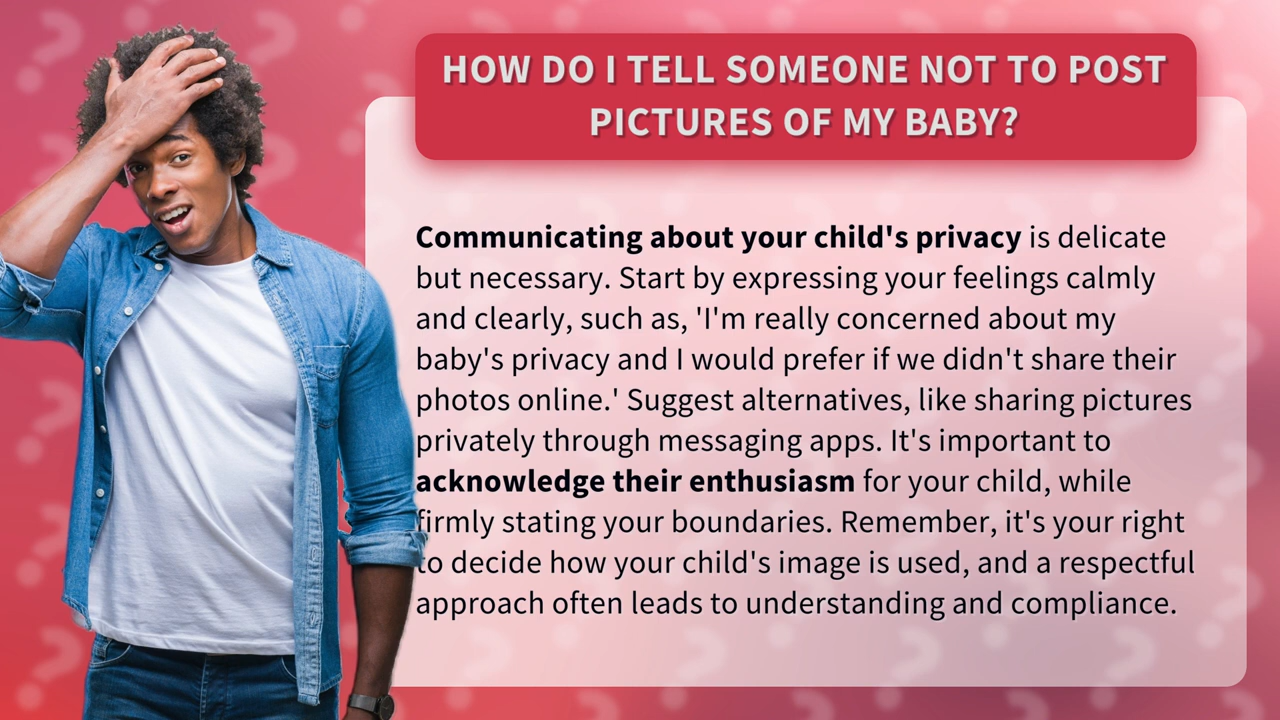 HOW DO I TELL SOMEONE NOT TO POST
PICTURES OF MY BABY?
Communicating about your child's privacy is delicate
but necessary. Start by expressing your feelings calmly
and clearly, such as, 'I'm really concerned about my
baby's privacy and I would prefer if we didn't share their
photos online.' Suggest alternatives, like sharing pictures
privately through messaging apps. It's important to
acknowledge their enthusiasm for your child, while
firmly stating your boundaries. Remember, it's your right
to decide how your child's image is used, and a respectful
approach often leads to understanding and compliance.